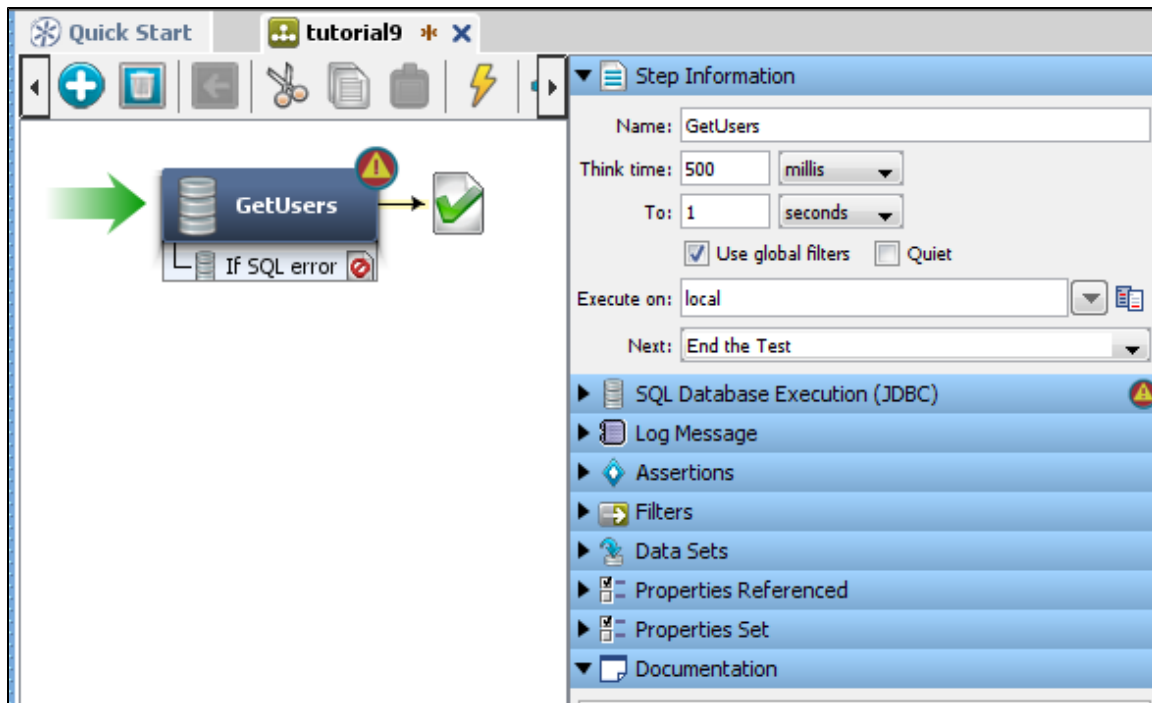 Quick Start
tutorial9
GetUsers
If SQL error
Step Information
Name: GetUsers
Think time: 500 millis
To: 1 seconds
Use global filters Quiet
Execute on: local
Next: End the Test
SQL Database Execution (JDBC)
Log Message
Assertions
Filters
Data Sets
Properties Referenced
Properties Set
Documentation